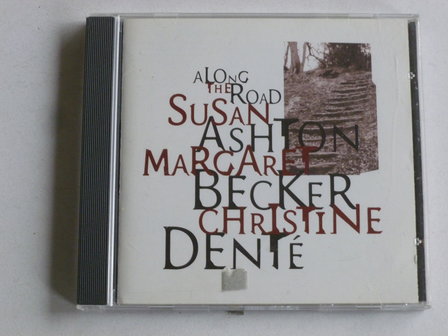 ALONG
THE ROAD
SUSAN
ASHTON
MARGARET
BECKER
CHRISTINE
DENTÉ